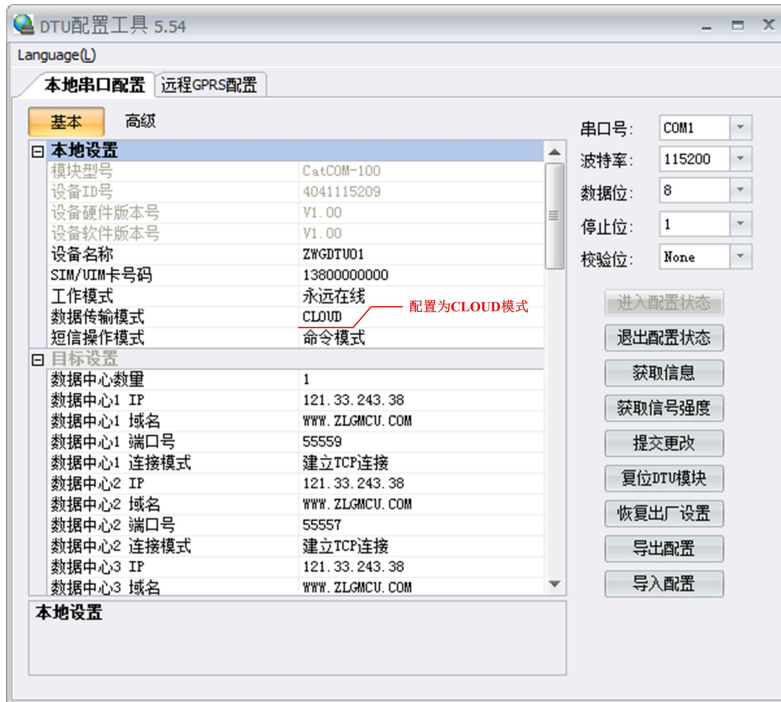 DTU配置工具 5.54
Language(L)
本地串口配置 远程GPRS配置
基本 高级
本地设置
模块型号 CatCOM-100
设备ID号 4041115209
设备硬件版本号 V1.00
设备软件版本号 V1.00
设备名称 ZWGDTU01
SIM/UIM卡号码 13800000000
工作模式 永远在线
数据传输模式 CLOUD
配置为CLOUD模式
短信操作模式 命令模式
目标设置
数据中心数量 1
数据中心1 IP 121.33.243.38
数据中心1 域名 WWW.ZLGMCU.COM
数据中心1 端口号 55559
数据中心1 连接模式 建立TCP连接
数据中心2 IP 121.33.243.38
数据中心2 域名 WWW.ZLGMCU.COM
数据中心2 端口号 55557
数据中心2 连接模式 建立TCP连接
数据中心3 IP 121.33.243.38
数据中心3 域名 WWW.ZLGMCU.COM
本地设置
串口号: COM1
波特率: 115200
数据位: 8
停止位: 1
校验位: None
进入配置状态
退出配置状态
获取信息
获取信号强度
提交更改
复位DTU模块
恢复出厂设置
导出配置
导入配置